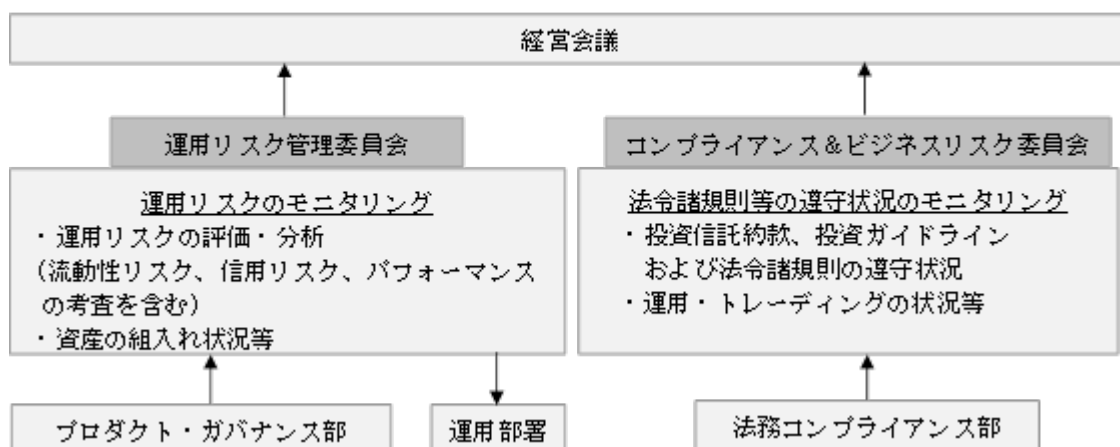 経営会議
運用リスク管理委員会
運用リスクのモニタリング
・運用リスクの評価・分析
(流動性リスク、信用リスク、パフォーマンス
の考査を含む)
・資産の組入れ状況等
コンプライアンス&ビジネスリスク委員会
法令諸規則等の遵守状況のモニタリング
・投資信託約款、投資ガイドライン
および法令諸規則の遵守状況
・運用・トレーディングの状況等
プロダクト・ガバナンス部
運用部署
法務コンプライアンス部